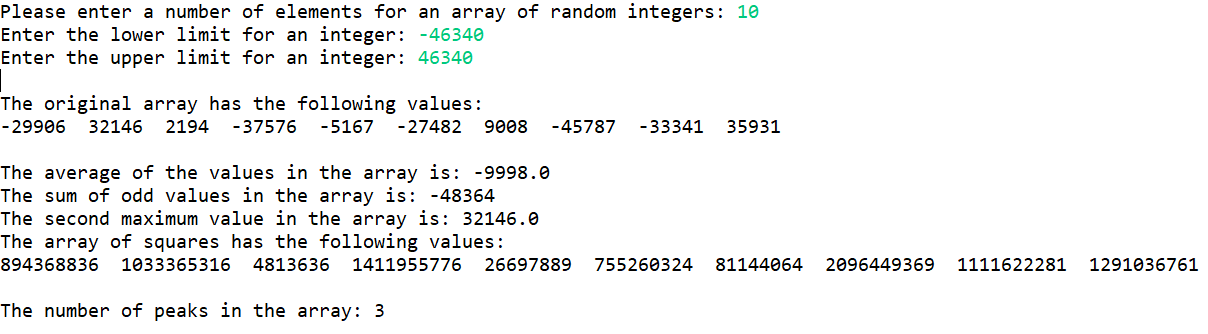 Please enter a number of elements for an array of random integers: 10
Enter the lower limit for an integer: -46340
Enter the upper limit for an integer: 46340
The original array has the following values:
-29906  32146  2194  -37576  -5167  -27482  9008  -45787  -33341  35931
The average of the values in the array is: -9998.0
The sum of odd values in the array is: -48364
The second maximum value in the array is: 32146.0
The array of squares has the following values:
894368836  1033365316  4813636  1411955776  26697889  755260324  81144064  2096449369  1111622281  1291036761
The number of peaks in the array: 3